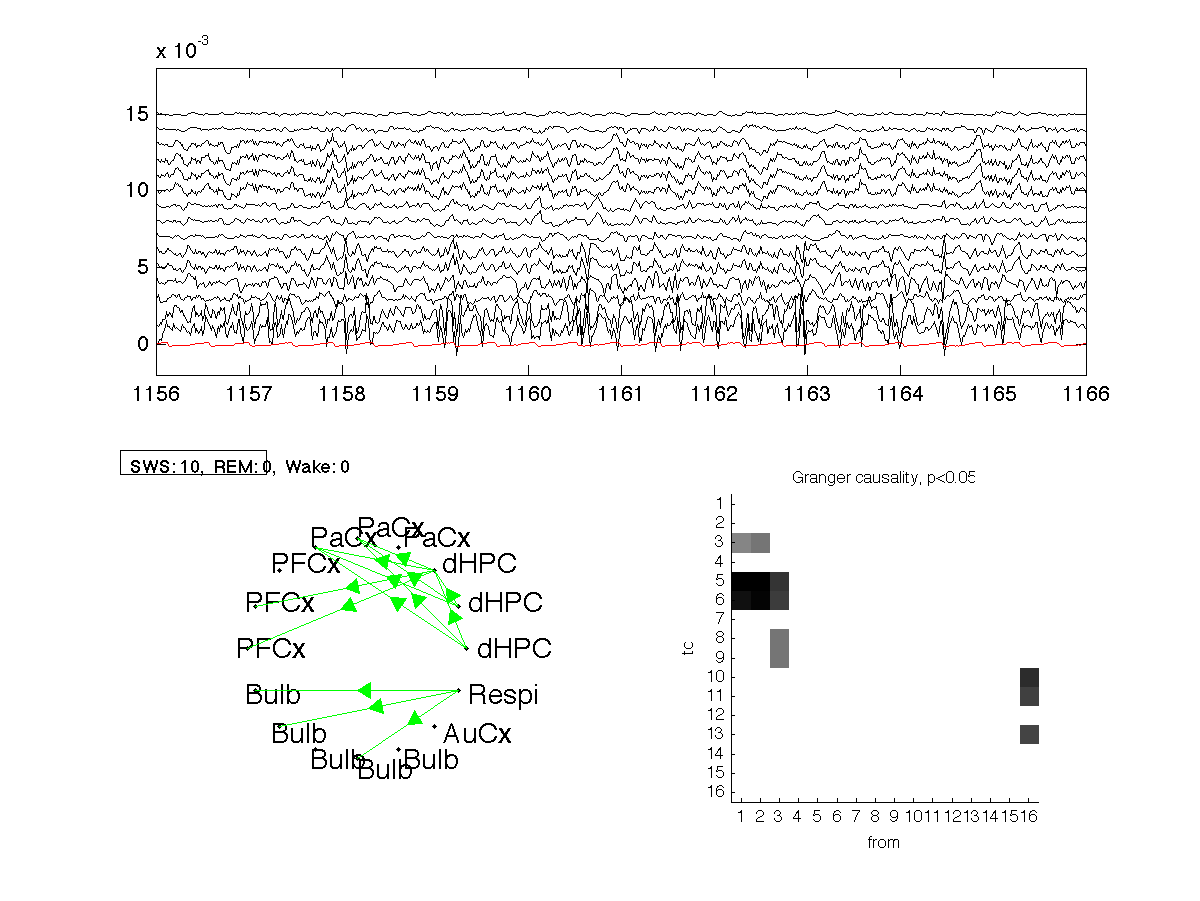 x 10-3
15
10
5
0
1156 1157 1158 1159 1160 1161 1162 1163 1164 1165 1166
SWS:10, REM:0, Wake:0
PaCx
PaCx PaCx
PFCx dHPC
PFCx dHPC
PFCx dHPC
Bulb Respi
Bulb AuCx
Bulb Bulb Bulb
Granger causality, p<0.05
1
2
3
4
5
6
7
8
9
10
11
12
13
14
15
16
tc
1 2 3 4 5 6 7 8 9 10 11 12 13 14 15 16
from